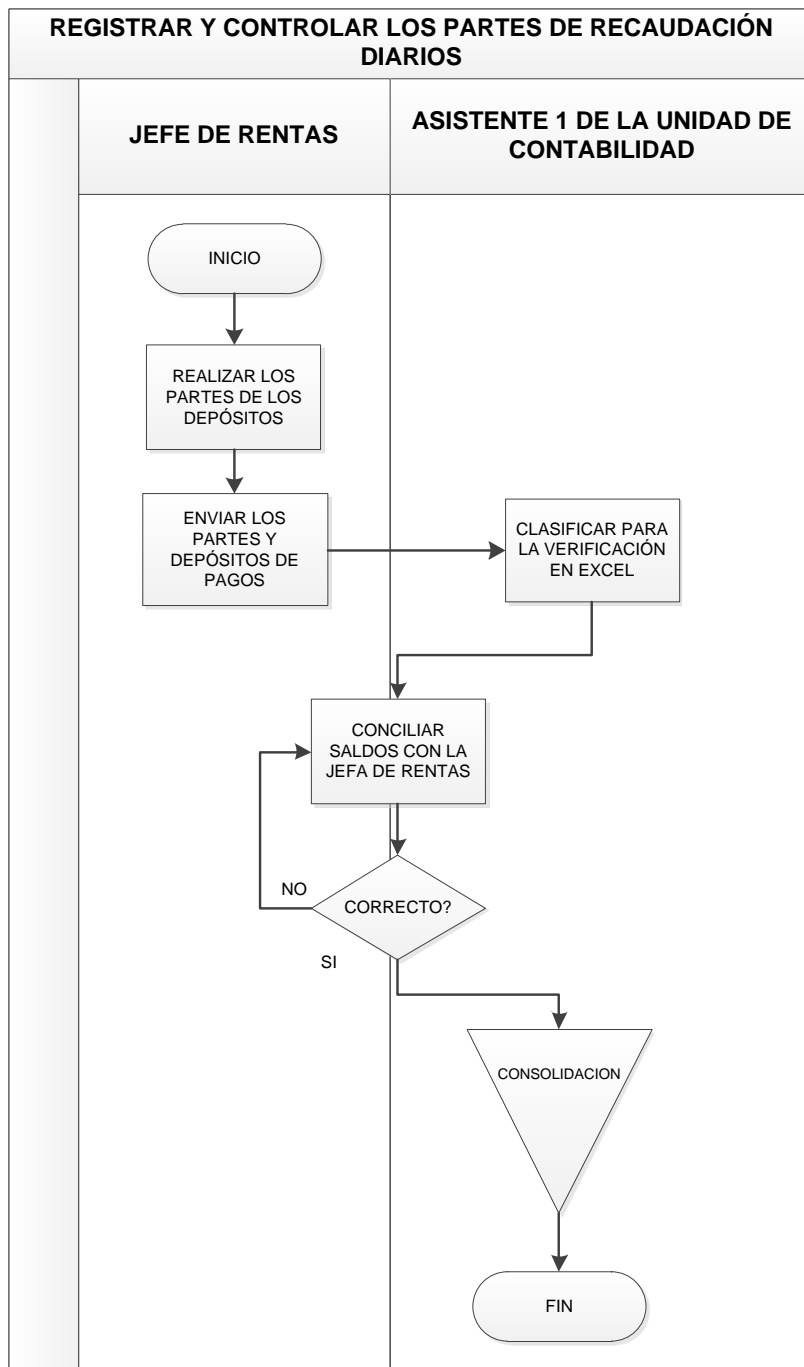 REGISTRAR Y CONTROLAR LOS PARTES DE RECAUDACIÓN
DIARIOS
JEFE DE RENTAS
ASISTENTE 1 DE LA UNIDAD DE
CONTABILIDAD
INICIO
REALIZAR LOS
PARTES DE LOS
DEPÓSITOS
ENVIAR LOS
PARTES Y
DEPÓSITOS DE
PAGOS
CLASIFICAR PARA
LA VERIFICACIÓN
EN EXCEL
CONCILIAR
SALDOS CON LA
JEFA DE RENTAS
NO
CORRECTO?
SI
CONSOLIDACION
FIN